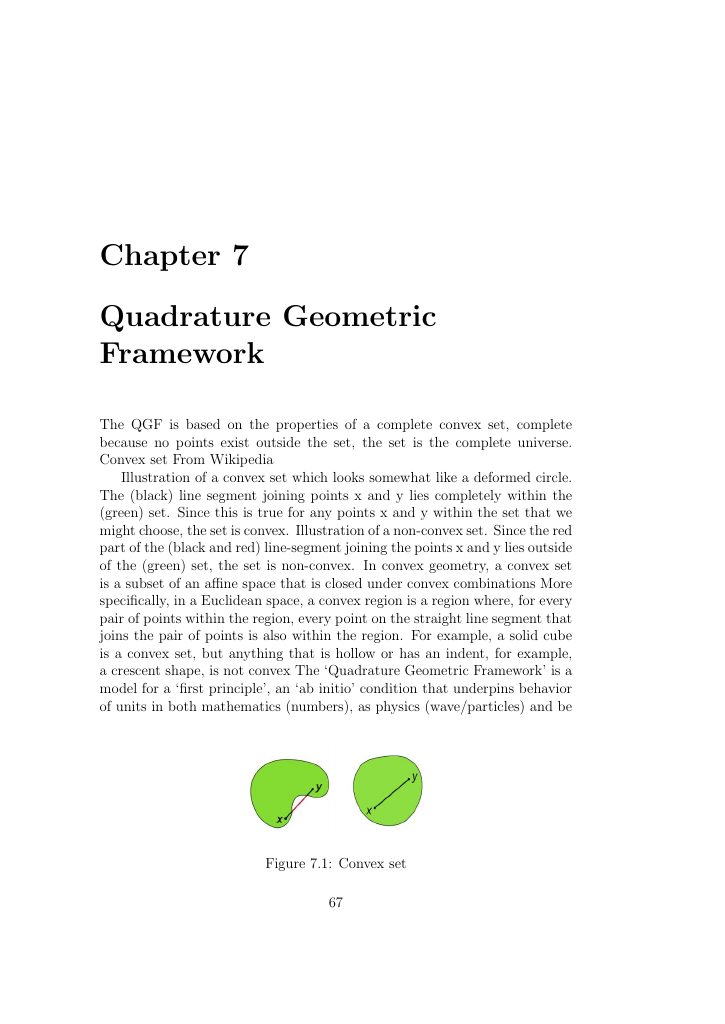 Chapter 7
Quadrature Geometric
Framework
The QGF is based on the properties of a complete convex set, complete
because no points exist outside the set, the set is the complete universe.
Convex set From Wikipedia
Illustration of a convex set which looks somewhat like a deformed circle.
The (black) line segment joining points x and y lies completely within the
(green) set. Since this is true for any points x and y within the set that we
might choose, the set is convex. Illustration of a non-convex set. Since the red
part of the (black and red) line-segment joining the points x and y lies outside
of the (green) set, the set is non-convex. In convex geometry, a convex set
is a subset of an affine space that is closed under convex combinations More
specifically, in a Euclidean space, a convex region is a region where, for every
pair of points within the region, every point on the straight line segment that
joins the pair of points is also within the region. For example, a solid cube
is a convex set, but anything that is hollow or has an indent, for example,
a crescent shape, is not convex The ‘Quadrature Geometric Framework’ is a
model for a ‘first principle’, an ‘ab initio’ condition that underpins behavior
of units in both mathematics (numbers), as physics (wave/particles) and be
y
x
y
x
Figure 7.1: Convex set
67